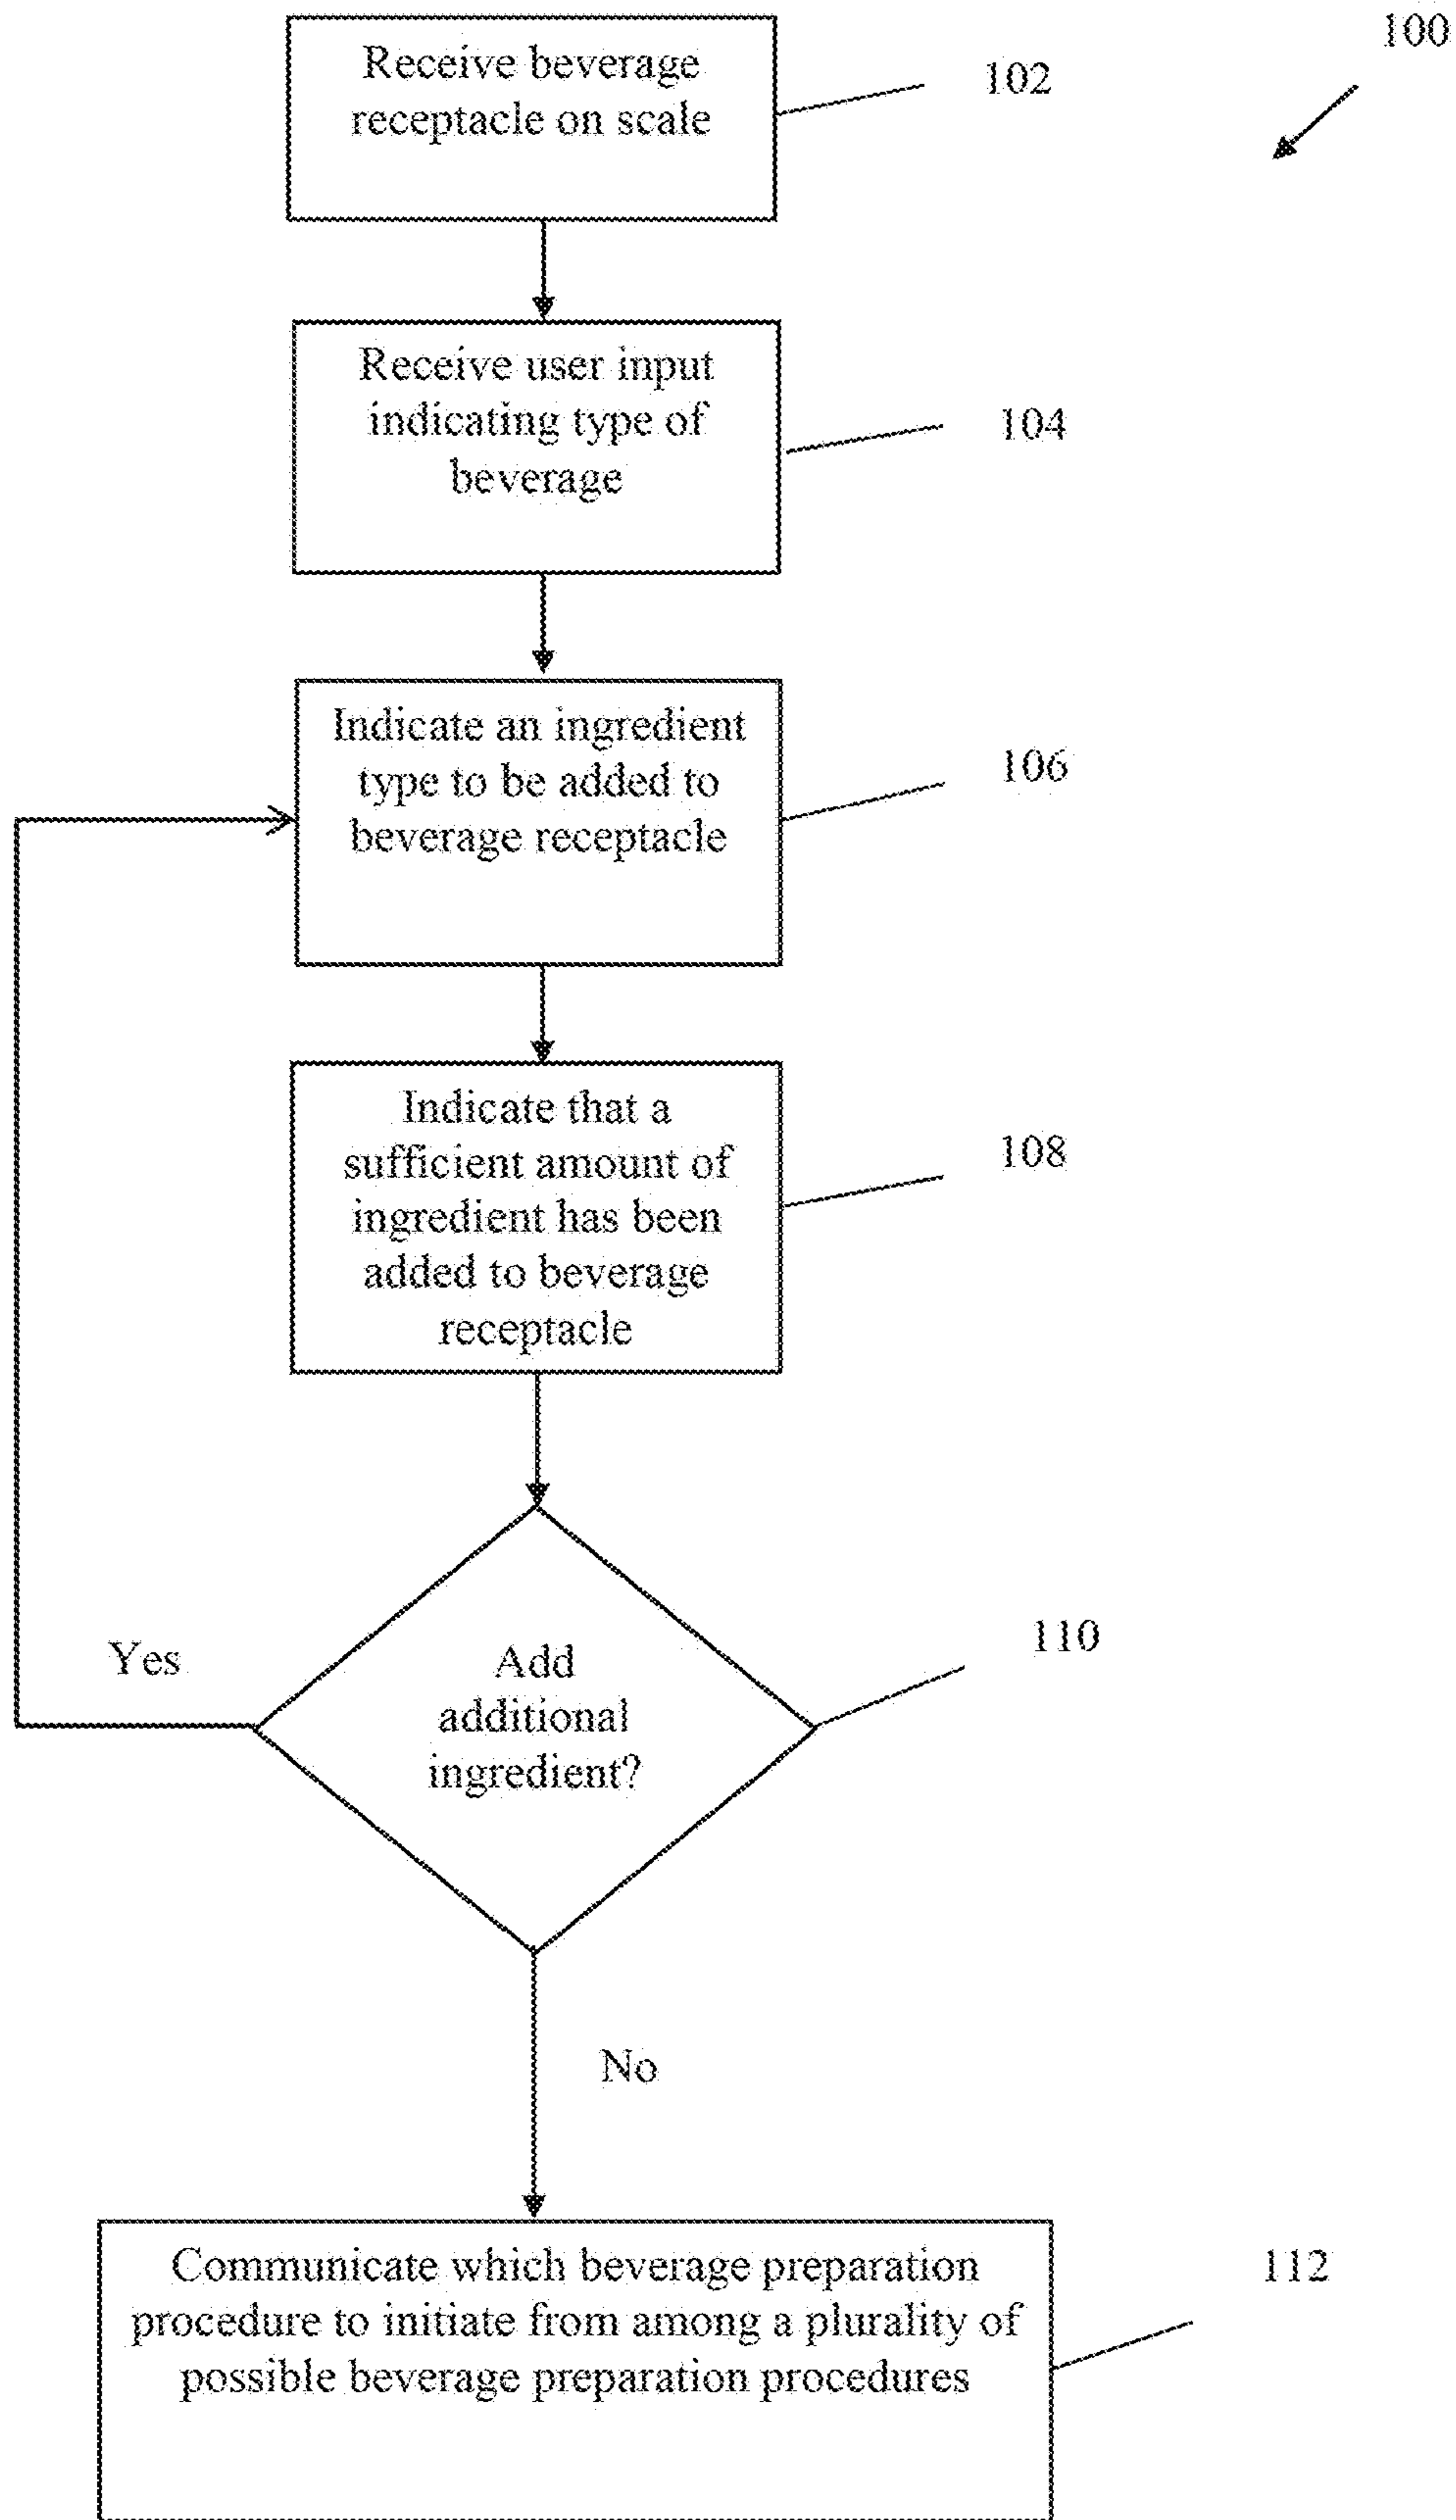 100
Receive beverage
receptacle on scale
102
Receive user input
indicating type of
beverage
104
Indicate an ingredient
type to be added to
beverage receptacle
106
Indicate that a
sufficient amount of
ingredient has been
added to beverage
receptacle
108
Add
additional
ingredient?
110
Yes
No
Communicate which beverage preparation
procedure to initiate from among a plurality of
possible beverage preparation procedures
112